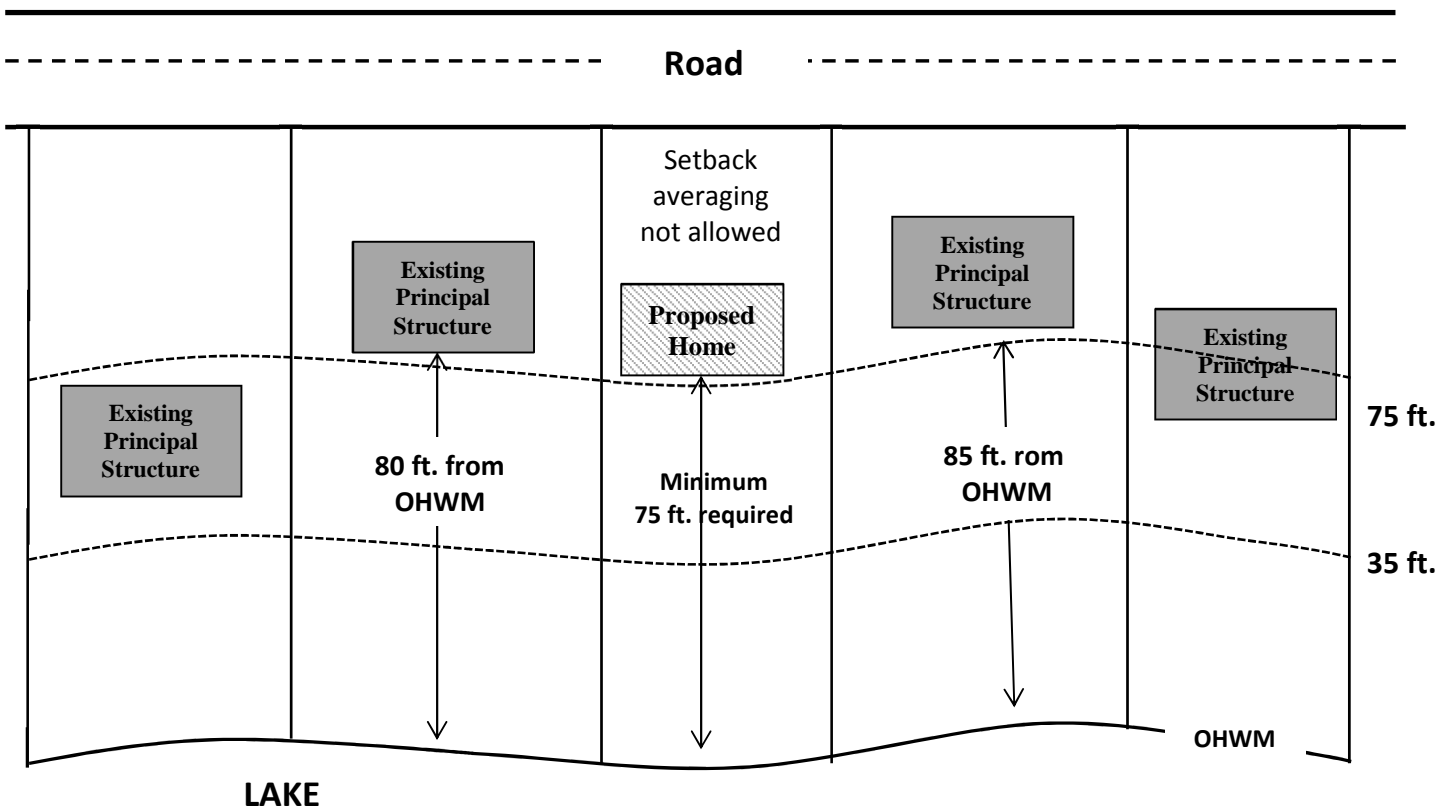 Road
Setback
averaging
not allowed
Existing
Principal
Structure
Existing
Principal
Structure
Existing
Principal
Structure
Proposed
Home
Existing
Principal
Structure
75 ft.
80 ft. from
OHWM
Minimum
75 ft. required
85 ft. rom
OHWM
35 ft.
OHWM
LAKE